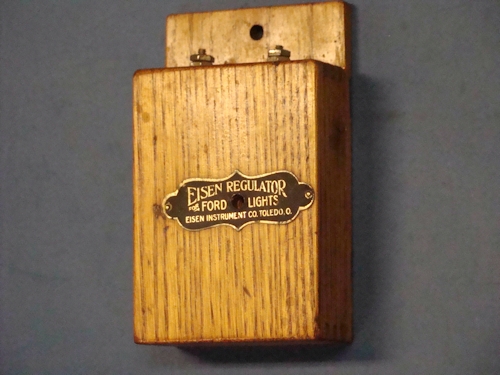 EISEN REGULATOR
FOR FORD LIGHTS
EISEN INSTRUMENT CO. TOLEDO, O.